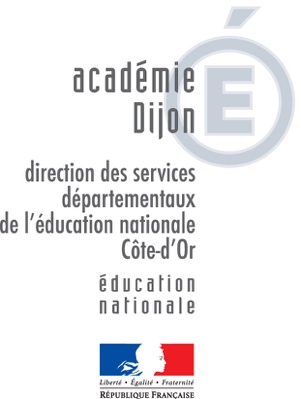 académie
É
Dijon
direction des services
départementaux
de l'éducation nationale
Côte-d'Or
éducation
nationale
Liberté • Égalité • Fraternité
RÉPUBLIQUE FRANÇAISE